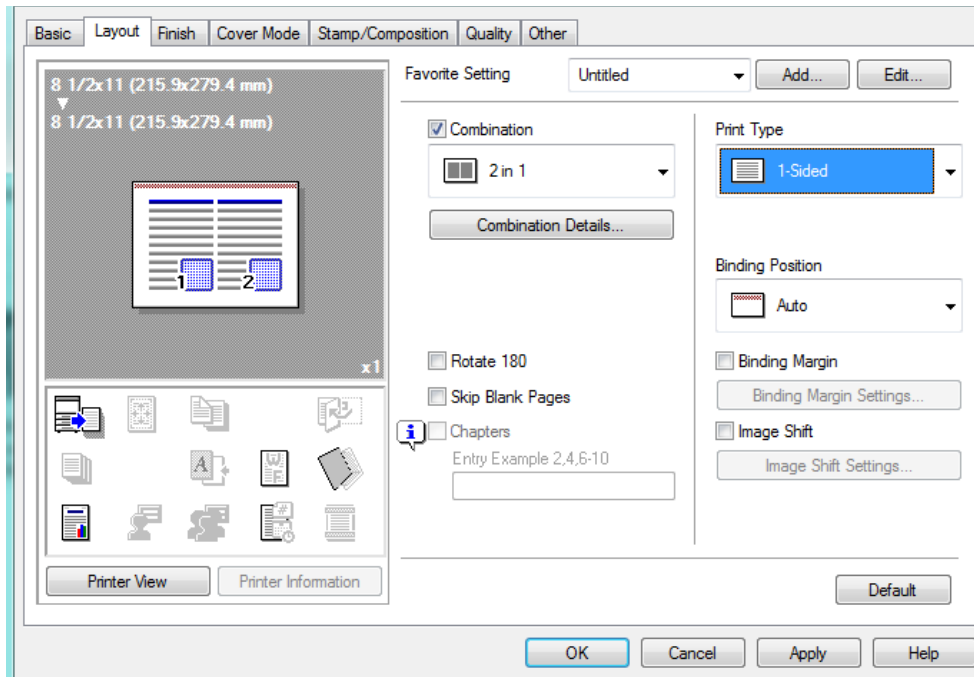 Basic Layout Finish Cover Mode Stamp/Composition Quality Other
8 1/2x11 (215.9x279.4 mm)
8 1/2x11 (215.9x279.4 mm)
1 2
x1
Printer View Printer Information
Favorite Setting Untitled Add... Edit...
Combination
2 in 1
Combination Details...
Rotate 180
Skip Blank Pages
Chapters
Entry Example 2,4,6-10
Print Type
1-Sided
Binding Position
Auto
Binding Margin
Binding Margin Settings...
Image Shift
Image Shift Settings...
Default
OK Cancel Apply Help